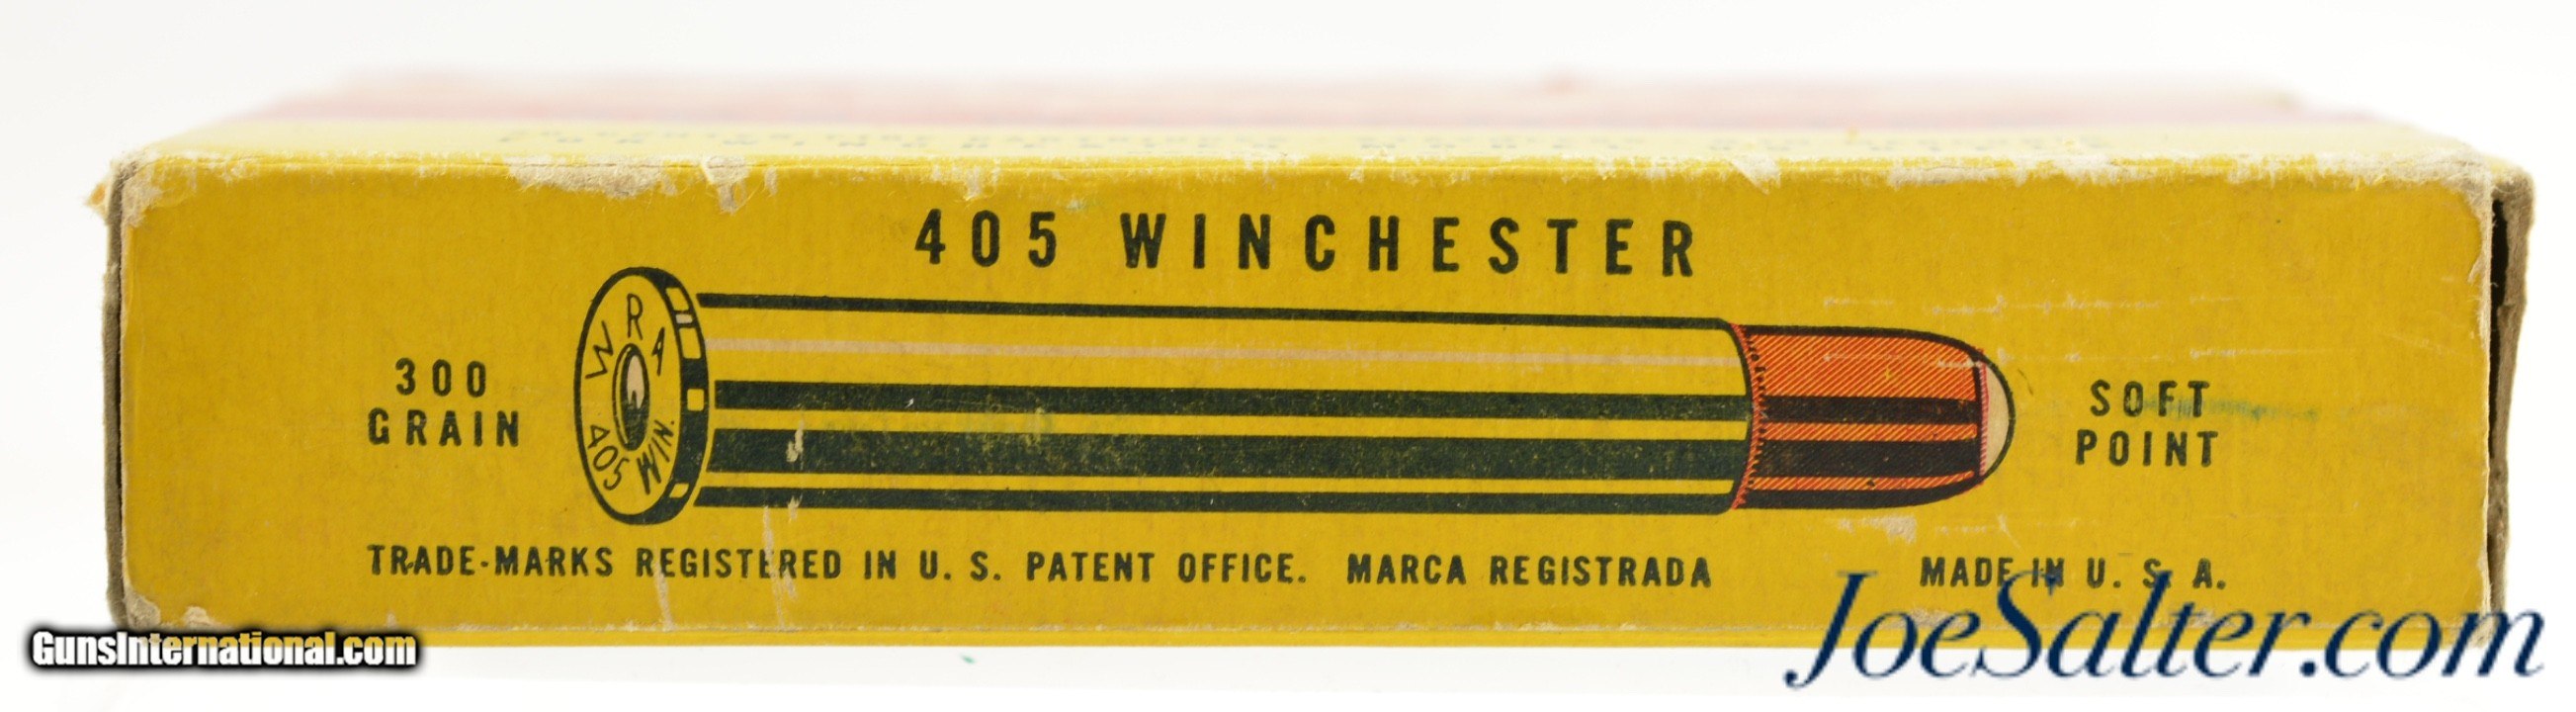 405 WINCHESTER
W R A
405 WIN.
300
GRAIN
SOFT
POINT
TRADE-MARKS REGISTERED IN U. S. PATENT OFFICE. MARCA REGISTRADA MADE IN U. S. A.
GunsInternational.com
JoeSalter.com